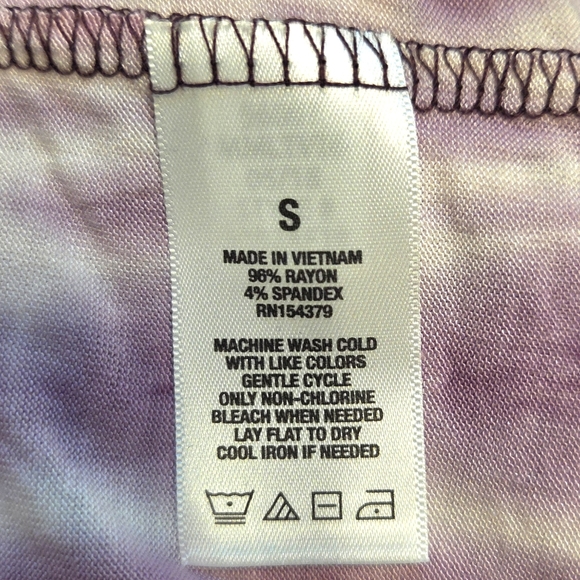 S
MADE IN VIETNAM
96% RAYON
4% SPANDEX
RN154379
MACHINE WASH COLD
WITH LIKE COLORS
GENTLE CYCLE
ONLY NON-CHLORINE
BLEACH WHEN NEEDED
LAY FLAT TO DRY
COOL IRON IF NEEDED